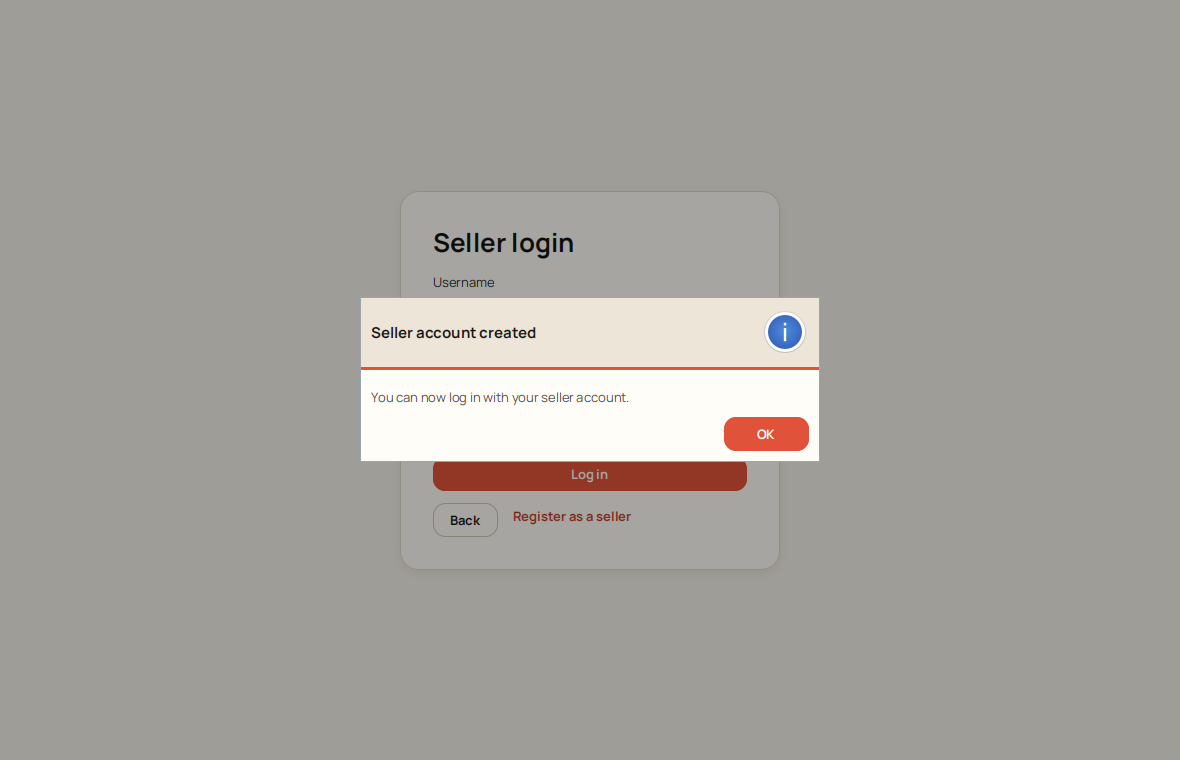 Seller login
Username
Seller account created
You can now log in with your seller account.
OK
Log in
Back
Register as a seller